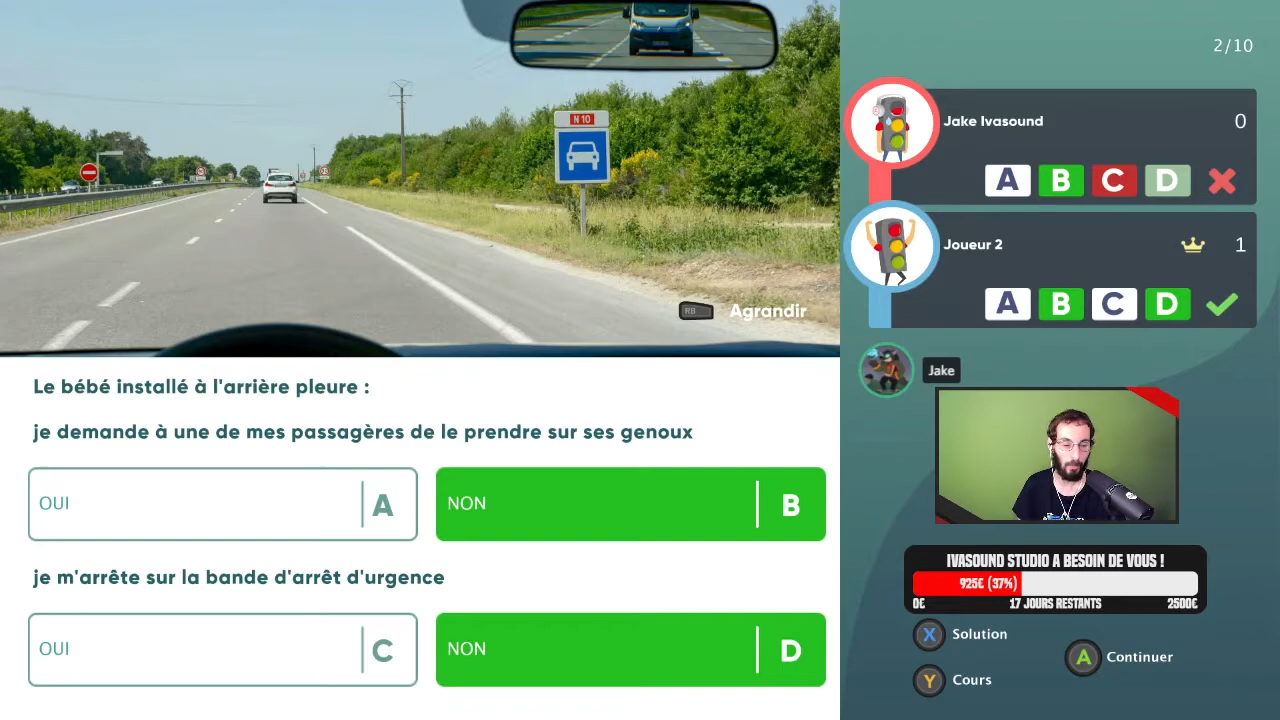 2/10
N 10
Jake Ivasound
0
A B C D
Joueur 2
1
A B C D
RB Agrandir
Jake
Le bébé installé à l'arrière pleure :
je demande à une de mes passagères de le prendre sur ses genoux
OUI A NON B
je m'arrête sur la bande d'arrêt d'urgence
OUI C NON D
IVASOUND STUDIO A BESOIN DE VOUS !
925€ (37%)
0€ 17 JOURS RESTANTS 2500€
X Solution
A Continuer
Y Cours